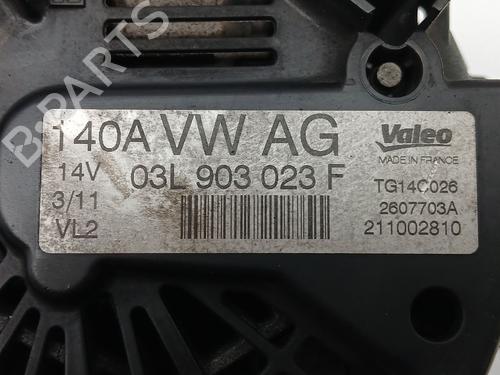 140A VW AG
14V 03L 903 023 F
3/11
VL2
Valeo
MADE IN FRANCE
TG14C026
2607703A
211002810
B-PARTS